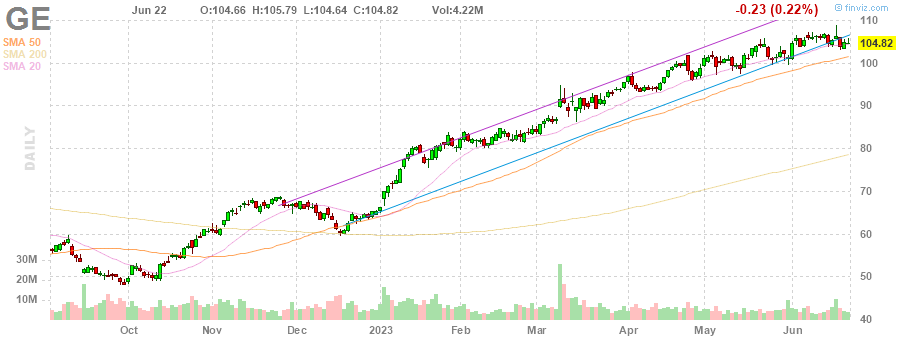 GE
Jun 22 O:104.66 H:105.79 L:104.64 C:104.82 Vol:4.22M
-0.23 (0.22%)
© finviz.com
SMA 50
SMA 200
SMA 20
DAILY
110
104.82
100
90
80
70
60
50
40
30M
20M
10M
Oct Nov Dec 2023 Feb Mar Apr May Jun